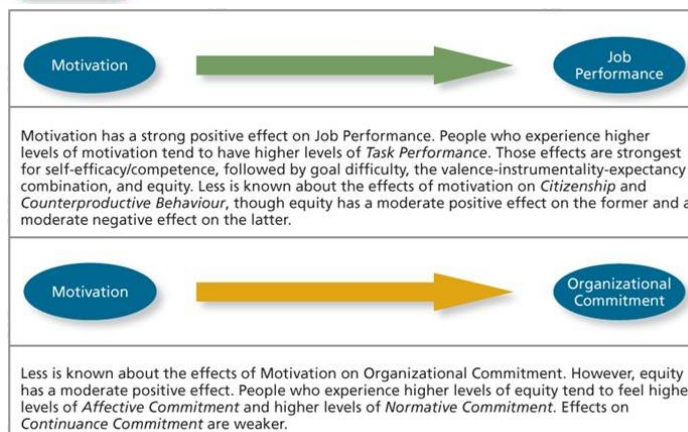 Motivation
Job
Performance
Motivation has a strong positive effect on Job Performance. People who experience higher
levels of motivation tend to have higher levels of Task Performance. Those effects are strongest
for self-efficacy/competence, followed by goal difficulty, the valence-instrumentality-expectancy
combination, and equity. Less is known about the effects of motivation on Citizenship and
Counterproductive Behaviour, though equity has a moderate positive effect on the former and a
moderate negative effect on the latter.
Motivation
Organizational
Commitment
Less is known about the effects of Motivation on Organizational Commitment. However, equity
has a moderate positive effect. People who experience higher levels of equity tend to feel highe
levels of Affective Commitment and higher levels of Normative Commitment. Effects on
Continuance Commitment are weaker.